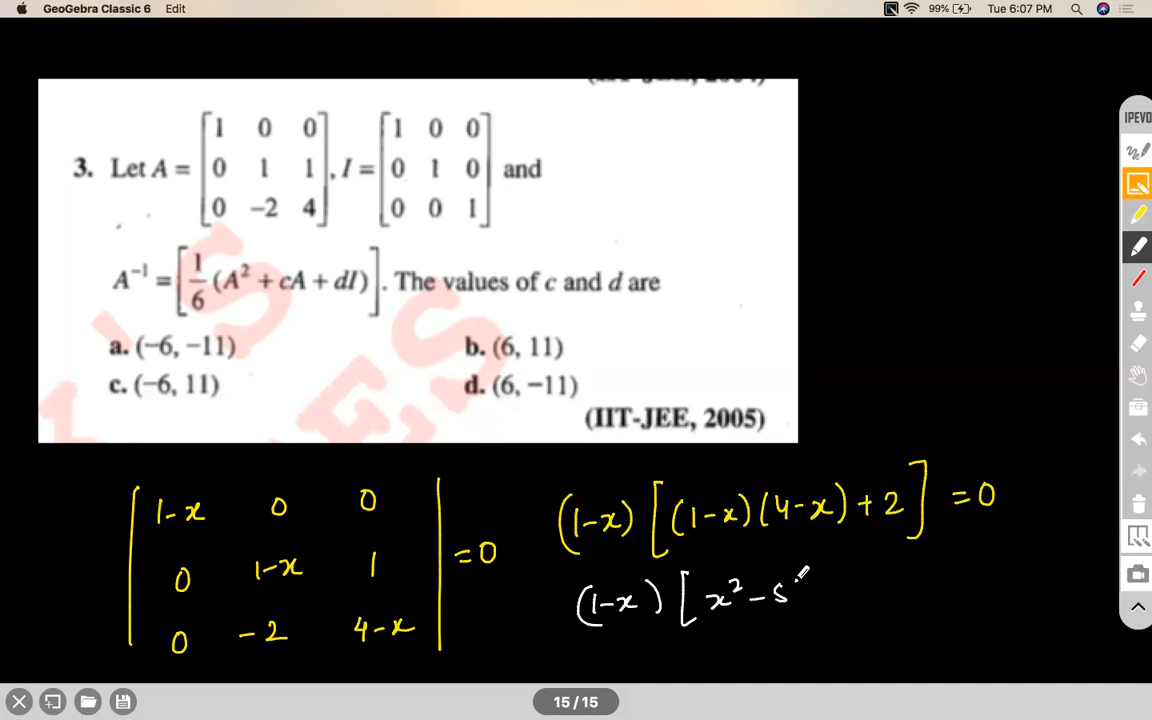 GeoGebra Classic 6 Edit 99% Tue 6:07 PM
3. Let A = [1 0 0; 0 1 1; 0 -2 4], I = [1 0 0; 0 1 0; 0 0 1] and
A⁻¹ = [1/6 (A² + cA + dI)]. The values of c and d are
a. (−6, −11) b. (6, 11)
c. (−6, 11) d. (6, −11)
(IIT-JEE, 2005)
|1-x 0 0; 0 1-x 1; 0 -2 4-x| = 0
(1-x)[(1-x)(4-x)+2] = 0
(1-x)[x²-5
IPEVO
15/15